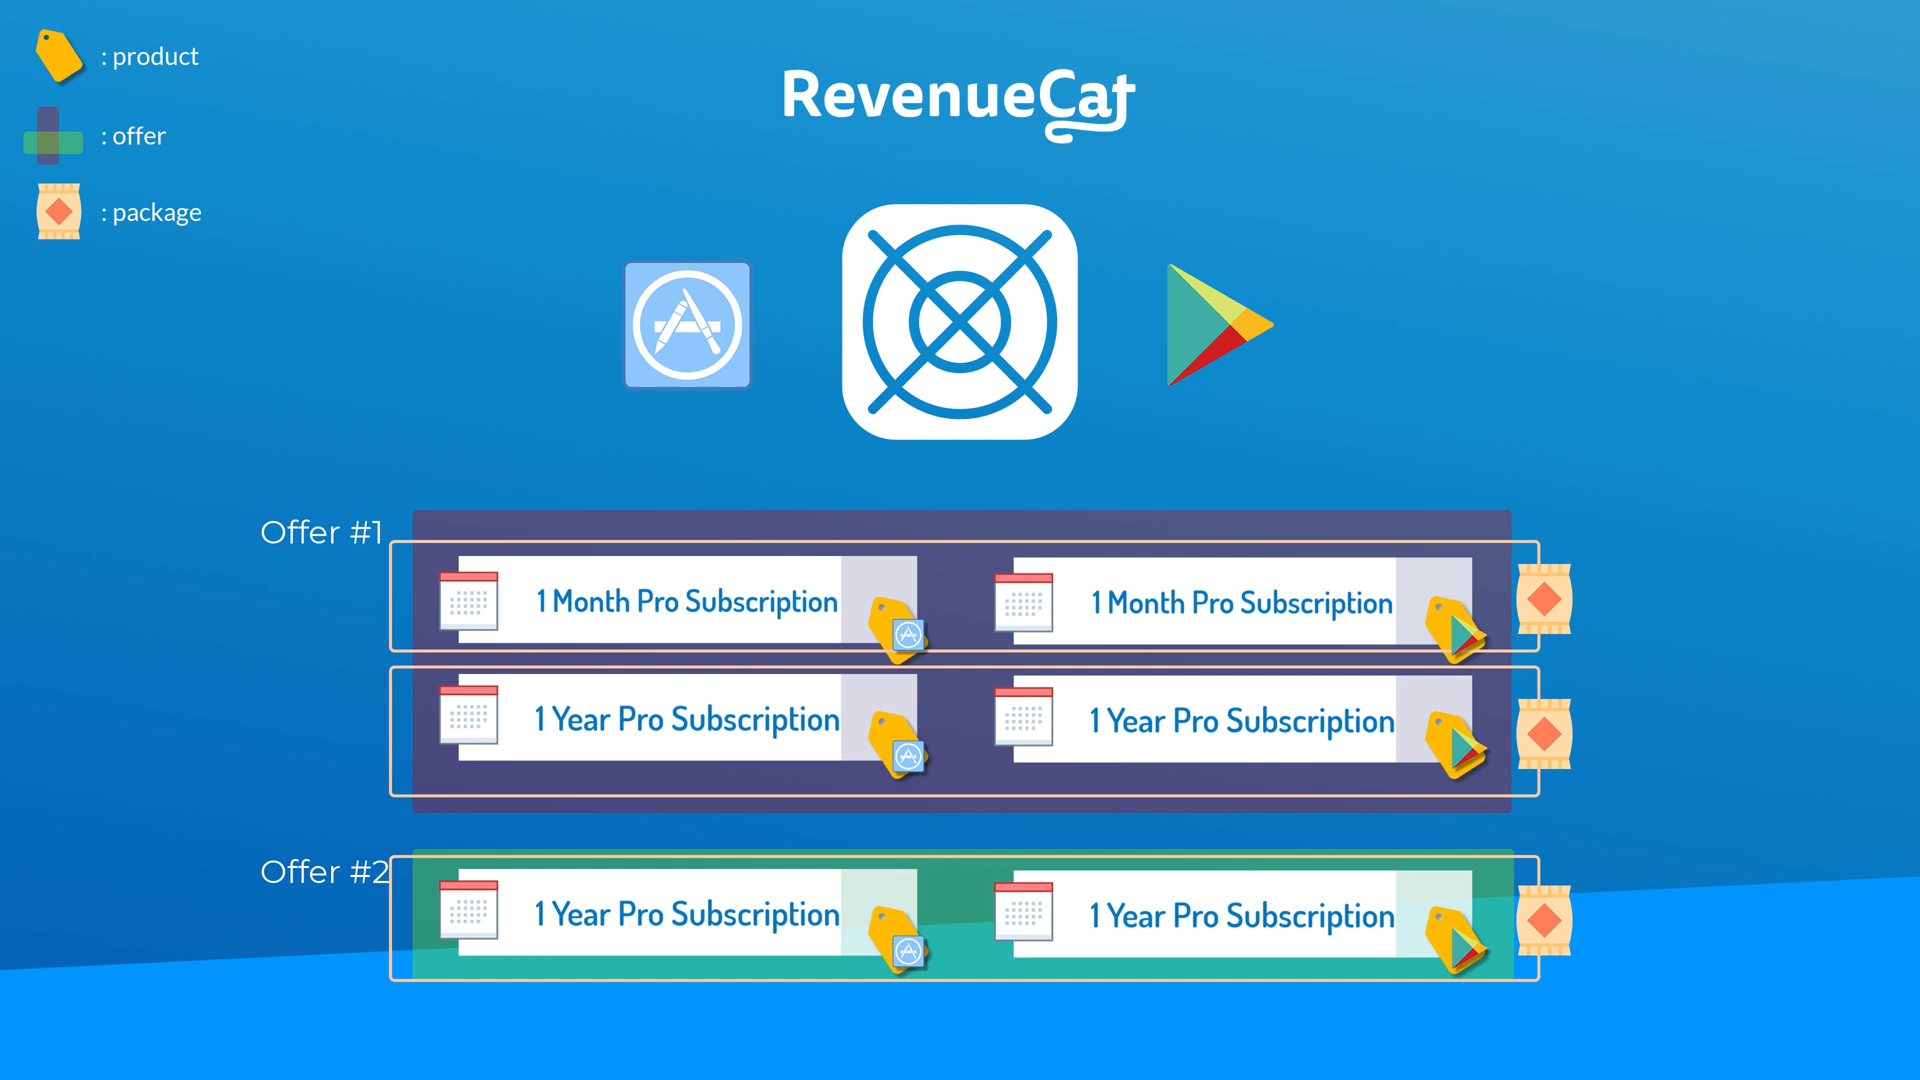 : product
: offer
: package
RevenueCat
Offer #1
1 Month Pro Subscription
1 Month Pro Subscription
1 Year Pro Subscription
1 Year Pro Subscription
Offer #2
1 Year Pro Subscription
1 Year Pro Subscription